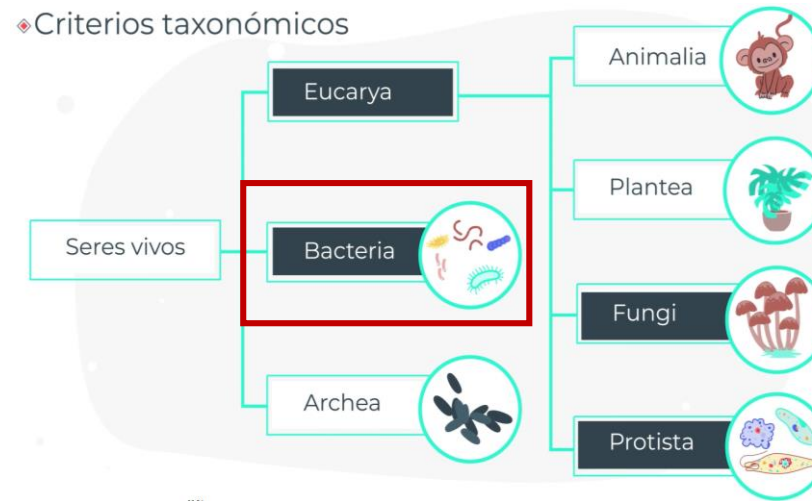 Criterios taxonómicos
Animalia
Eucarya
Plantea
Seres vivos
Bacteria
Fungi
Archea
Protista